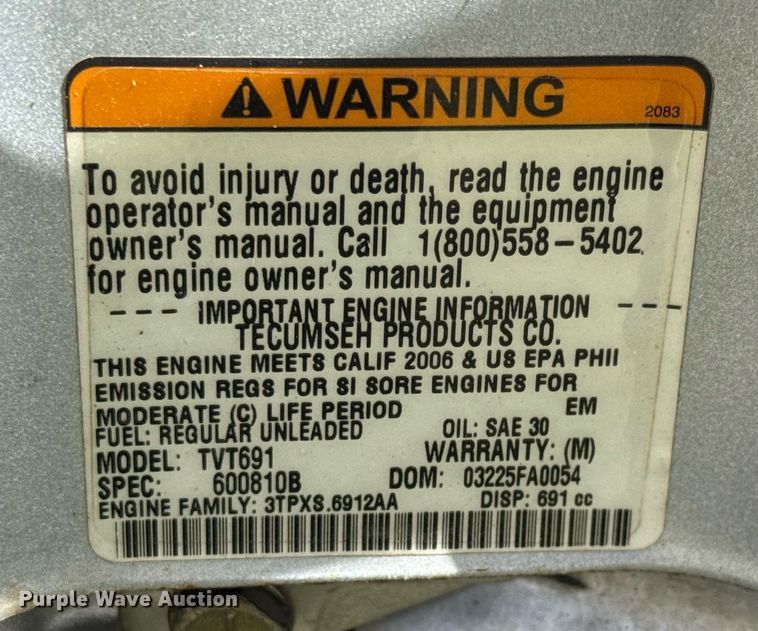 WARNING
2083
To avoid injury or death, read the engine
operator's manual and the equipment
owner's manual. Call 1(800)558-5402
for engine owner's manual.
--- IMPORTANT ENGINE INFORMATION ---
TECUMSEH PRODUCTS CO.
THIS ENGINE MEETS CALIF 2006 & US EPA PHII
EMISSION REGS FOR SI SORE ENGINES FOR
MODERATE (C) LIFE PERIOD EM
FUEL: REGULAR UNLEADED OIL: SAE 30
MODEL: TVT691 WARRANTY: (M)
SPEC: 600810B DOM: 03225FA0054
ENGINE FAMILY: 3TPXS.6912AA DISP: 691 cc
Purple Wave Auction